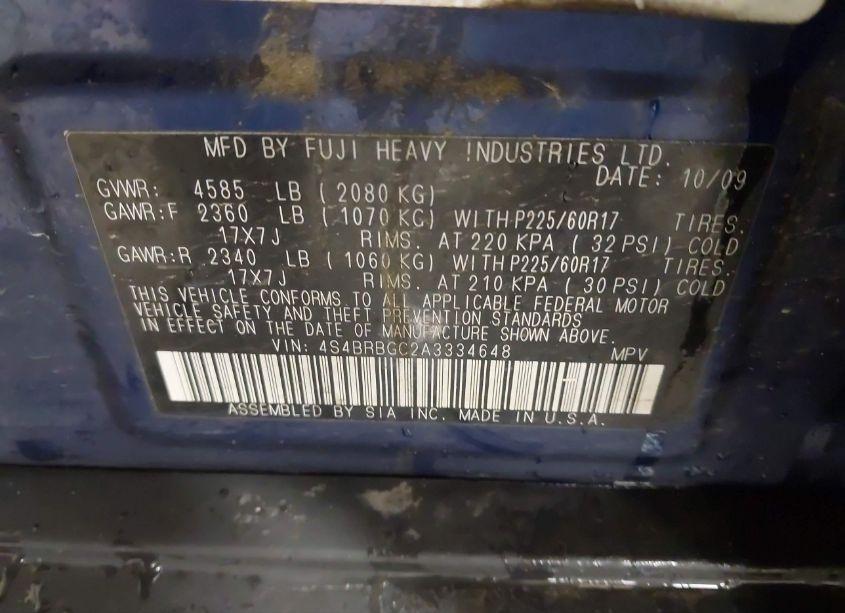 MFD BY FUJI HEAVY INDUSTRIES LTD.
DATE: 10/09
GVWR: 4585 LB ( 2080 KG)
GAWR:F 2360 LB ( 1070 KG) WITH P225/60R17 TIRES.
17X7J RIMS. AT 220 KPA ( 32 PSI) COLD
GAWR:R 2340 LB ( 1060 KG) WITH P225/60R17 TIRES.
17X7J RIMS. AT 210 KPA ( 30 PSI) COLD
THIS VEHICLE CONFORMS TO ALL APPLICABLE FEDERAL MOTOR
VEHICLE SAFETY AND THEFT PREVENTION STANDARDS
IN EFFECT ON THE DATE OF MANUFACTURE SHOWN ABOVE.
VIN: 4S4BRBGC2A3334648 MPV
ASSEMBLED BY SIA INC. MADE IN U.S.A.